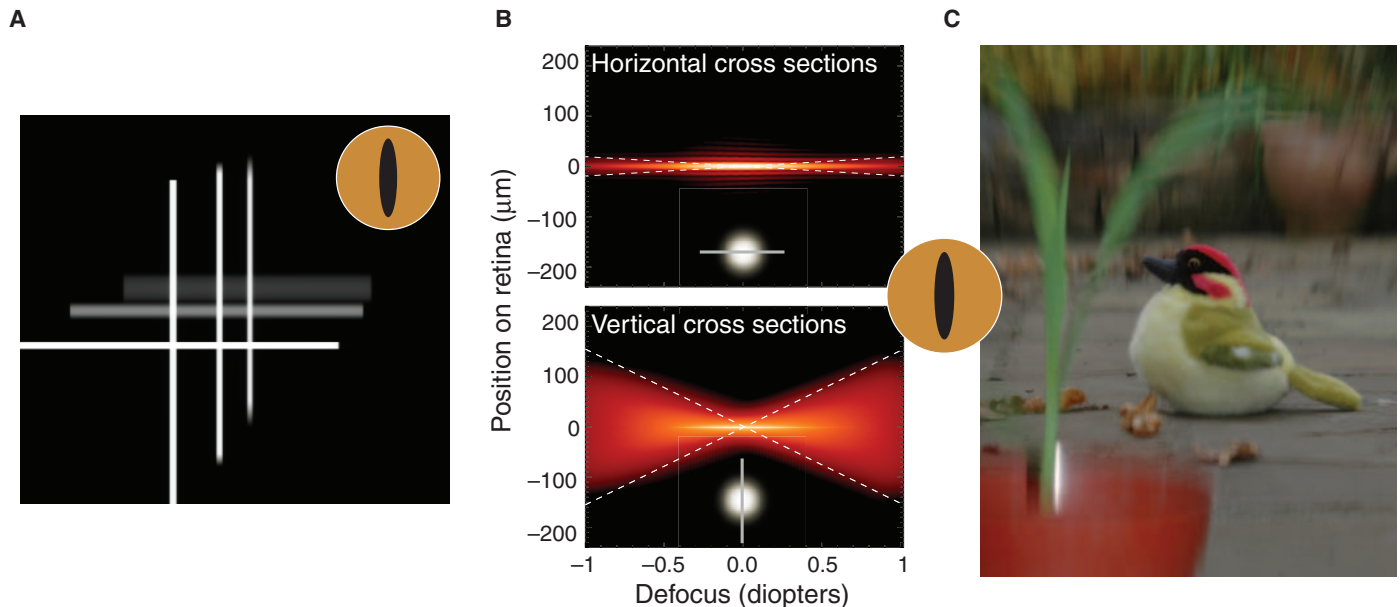 A
B
C
Horizontal cross sections
200
100
0
−100
−200
Vertical cross sections
200
100
0
−100
−200
Position on retina (μm)
−1
−0.5
0.0
0.5
1
Defocus (diopters)